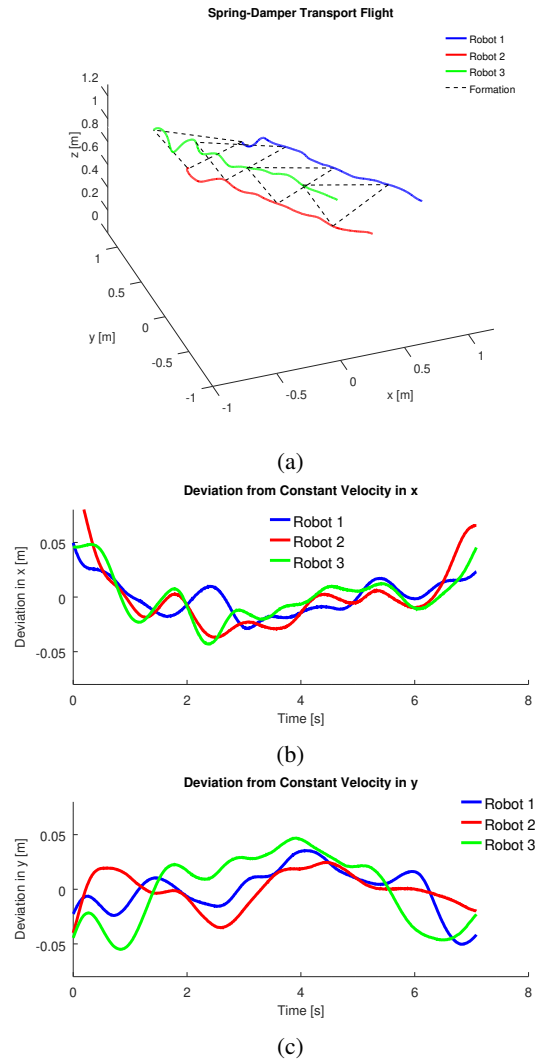 Spring-Damper Transport Flight
Robot 1
Robot 2
Robot 3
Formation
1.2
1
0.8
0.6
0.4
0.2
0
z [m]
1
0.5
0
-0.5
-1
y [m]
-1
-0.5
0
0.5
1
x [m]
(a)
Deviation from Constant Velocity in x
Robot 1
Robot 2
Robot 3
0.05
0
-0.05
Deviation in x [m]
0
2
4
6
8
Time [s]
(b)
Deviation from Constant Velocity in y
Robot 1
Robot 2
Robot 3
0.05
0
-0.05
Deviation in y [m]
0
2
4
6
8
Time [s]
(c)